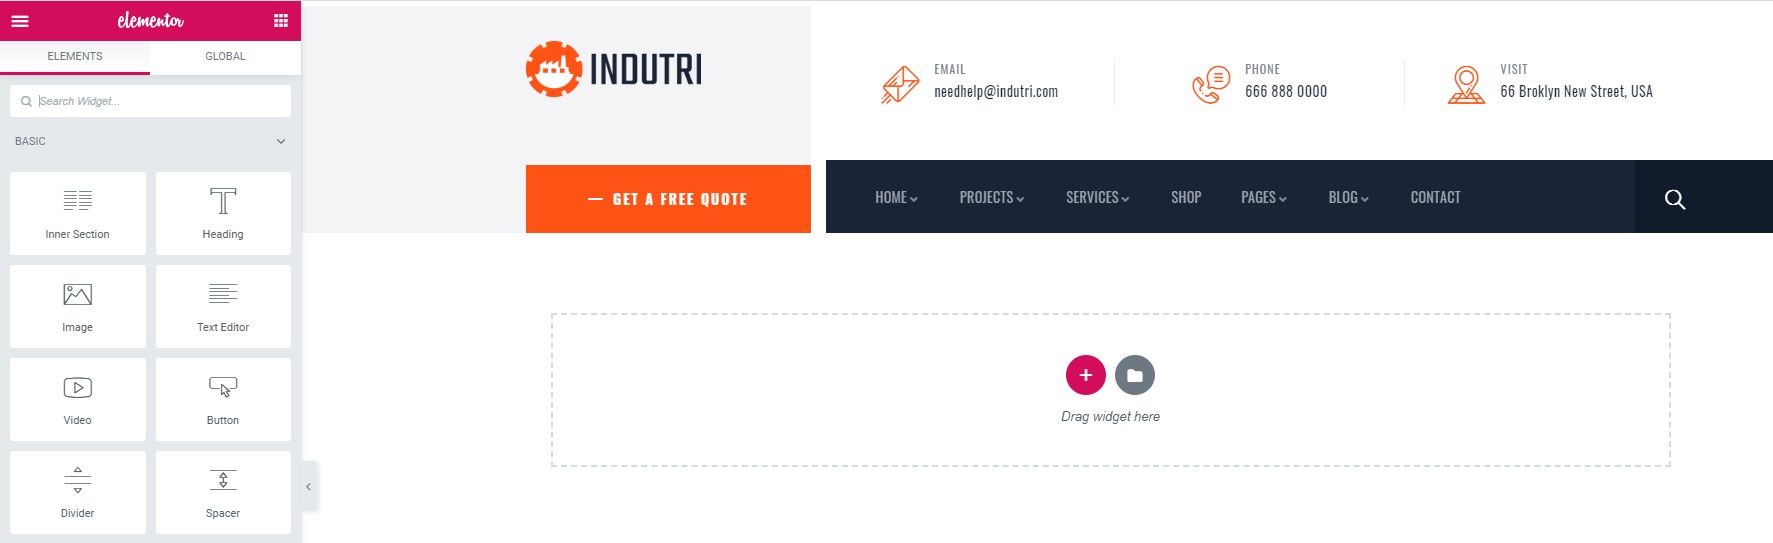 elementor
ELEMENTS
GLOBAL
Search Widget...
BASIC
Inner Section
Heading
Image
Text Editor
Video
Button
Divider
Spacer
INDUTRI
EMAIL
needhelp@indutri.com
PHONE
666 888 0000
VISIT
66 Broklyn New Street, USA
GET A FREE QUOTE
HOME
PROJECTS
SERVICES
SHOP
PAGES
BLOG
CONTACT
Drag widget here